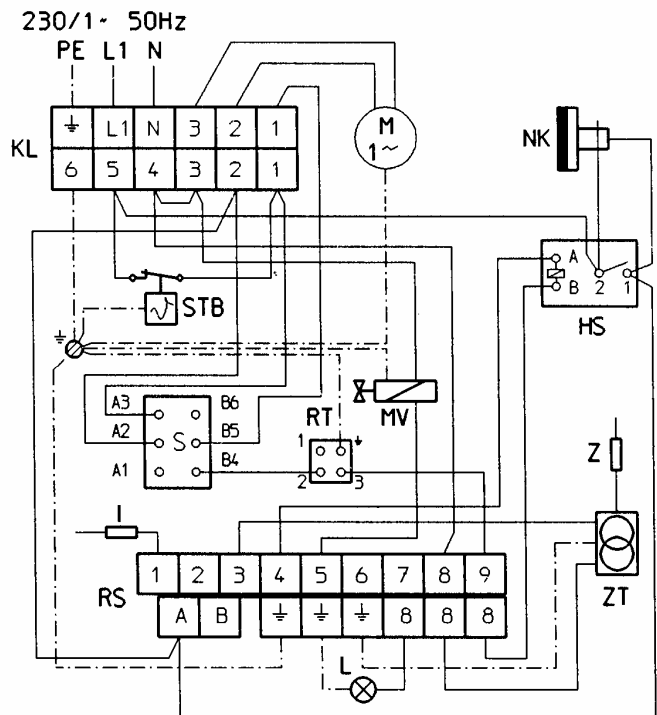 230/1~ 50Hz
PE L1 N
KL
⏚ L1 N 3 2 1
6 5 4 3 2 1
M
1~
NK
A
B 2 1
HS
STB
⏚
A3 B6
A2 S B5
A1 B4
RT
1 ⏚
2 3
MV
Z
ZT
I
RS
1 2 3 4 5 6 7 8 9
A B ⏚ ⏚ ⏚ 8 8 8
L